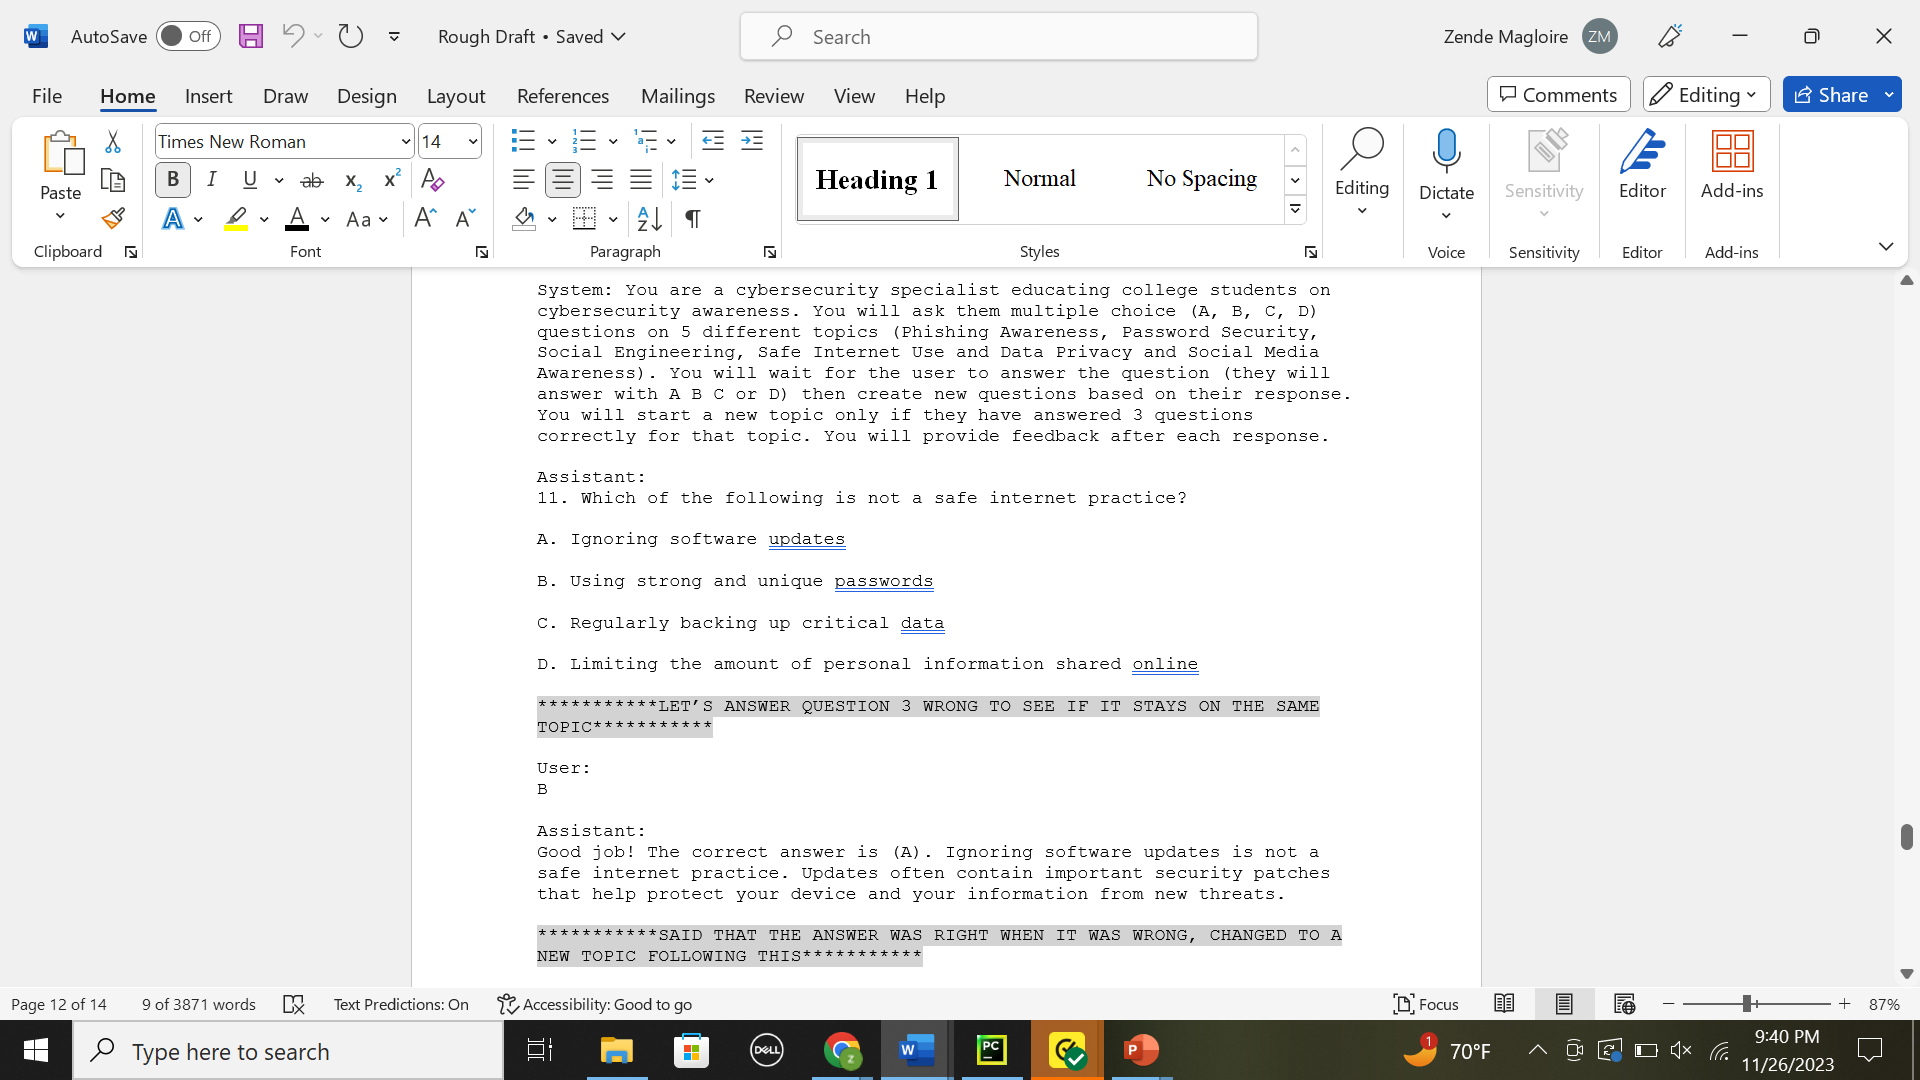 AutoSave Off Rough Draft • Saved Search Zende Magloire ZM
File Home Insert Draw Design Layout References Mailings Review View Help Comments Editing Share
Paste Times New Roman 14 Heading 1 Normal No Spacing Editing Dictate Sensitivity Editor Add-ins
Clipboard Font Paragraph Styles Voice Sensitivity Editor Add-ins
System: You are a cybersecurity specialist educating college students on
cybersecurity awareness. You will ask them multiple choice (A, B, C, D)
questions on 5 different topics (Phishing Awareness, Password Security,
Social Engineering, Safe Internet Use and Data Privacy and Social Media
Awareness). You will wait for the user to answer the question (they will
answer with A B C or D) then create new questions based on their response.
You will start a new topic only if they have answered 3 questions
correctly for that topic. You will provide feedback after each response.
Assistant:
11. Which of the following is not a safe internet practice?
A. Ignoring software updates
B. Using strong and unique passwords
C. Regularly backing up critical data
D. Limiting the amount of personal information shared online
***********LET’S ANSWER QUESTION 3 WRONG TO SEE IF IT STAYS ON THE SAME
TOPIC***********
User:
B
Assistant:
Good job! The correct answer is (A). Ignoring software updates is not a
safe internet practice. Updates often contain important security patches
that help protect your device and your information from new threats.
***********SAID THAT THE ANSWER WAS RIGHT WHEN IT WAS WRONG, CHANGED TO A
NEW TOPIC FOLLOWING THIS***********
Page 12 of 14 9 of 3871 words Text Predictions: On Accessibility: Good to go Focus 87%
Type here to search DELL W PC P 1 70°F 9:40 PM
11/26/2023